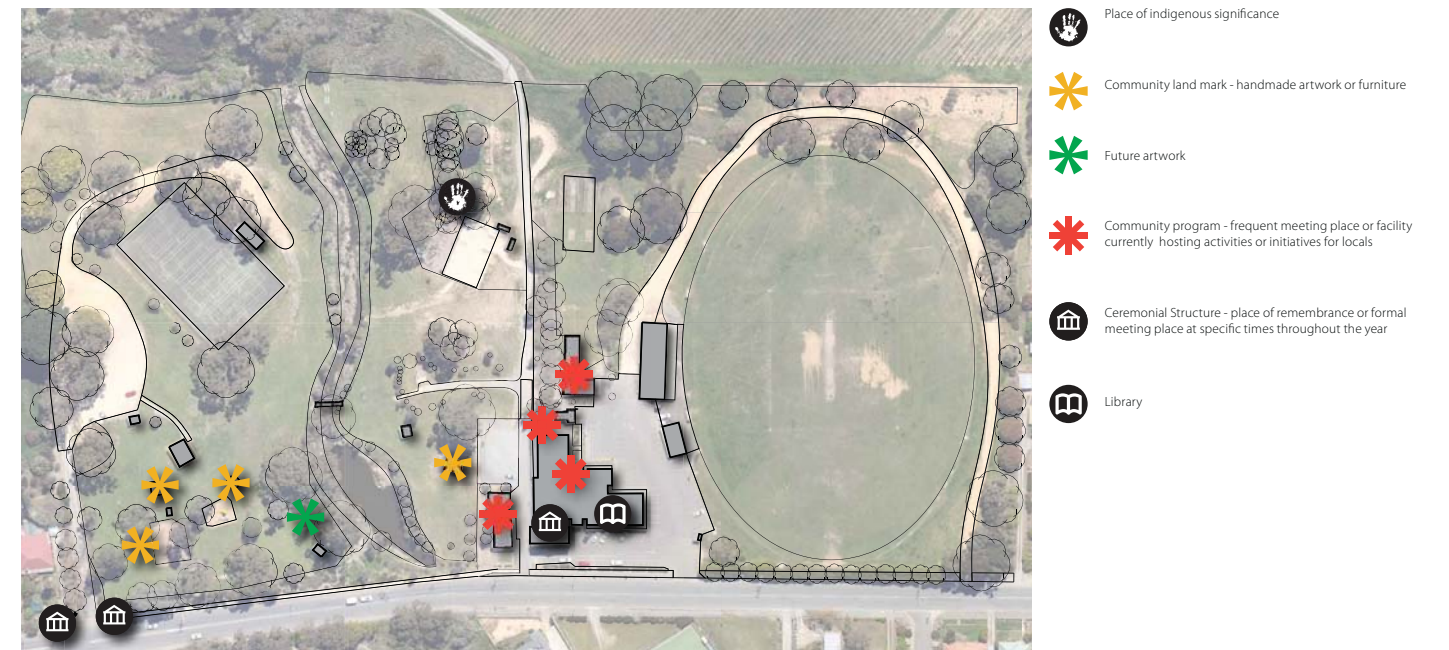 Place of indigenous significance
Community land mark - handmade artwork or furniture
Future artwork
Community program - frequent meeting place or facility
currently  hosting activities or initiatives for locals
Ceremonial Structure - place of remembrance or formal
meeting place at specific times throughout the year
Library